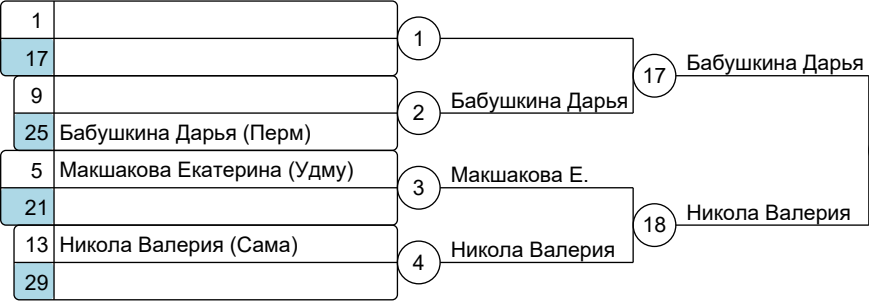 1
17
1
9
25 Бабушкина Дарья (Перм)
2
Бабушкина Дарья
17
Бабушкина Дарья
5 Макшакова Екатерина (Удму)
21
3
Макшакова Е.
13 Никола Валерия (Сама)
29
4
Никола Валерия
18
Никола Валерия